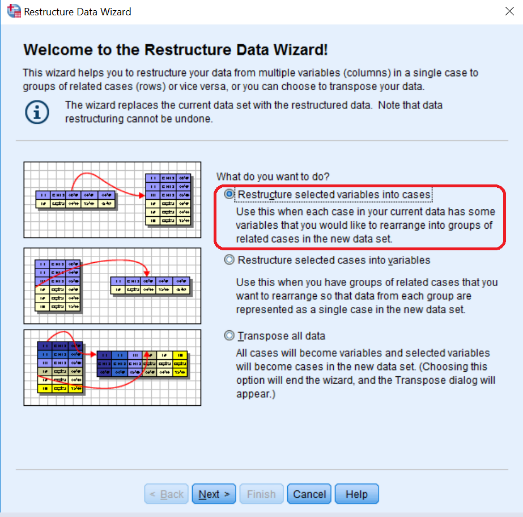 Restructure Data Wizard
Welcome to the Restructure Data Wizard!
This wizard helps you to restructure your data from multiple variables (columns) in a single case to
groups of related cases (rows) or vice versa, or you can choose to transpose your data.
The wizard replaces the current data set with the restructured data. Note that data
restructuring cannot be undone.
What do you want to do?
Restructure selected variables into cases
Use this when each case in your current data has some
variables that you would like to rearrange into groups of
related cases in the new data set.
Restructure selected cases into variables
Use this when you have groups of related cases that you
want to rearrange so that data from each group are
represented as a single case in the new data set.
Transpose all data
All cases will become variables and selected variables
will become cases in the new data set. (Choosing this
option will end the wizard, and the Transpose dialog will
appear.)
< Back Next > Finish Cancel Help